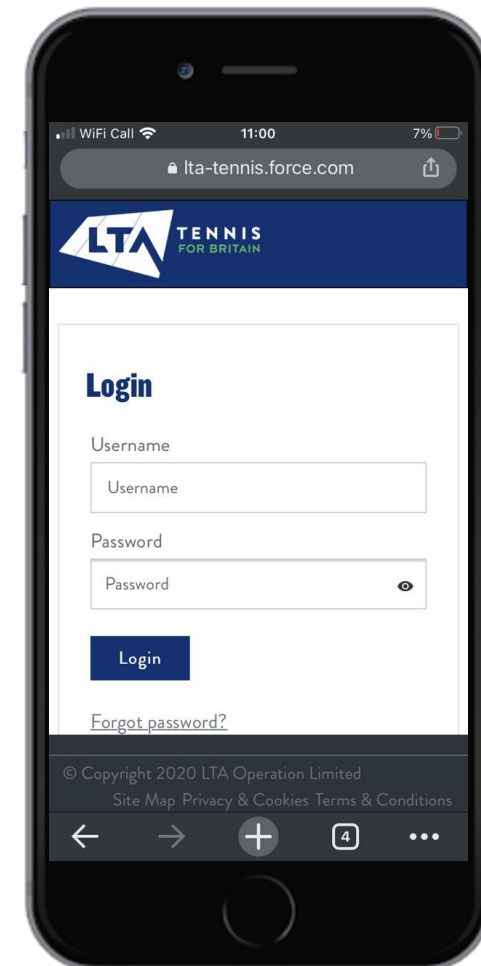 WiFi Call 11:00 7%
lta-tennis.force.com
LTA TENNIS
FOR BRITAIN
Login
Username
Username
Password
Password
Login
Forgot password?
© Copyright 2020 LTA Operation Limited
Site Map Privacy & Cookies Terms & Conditions
4